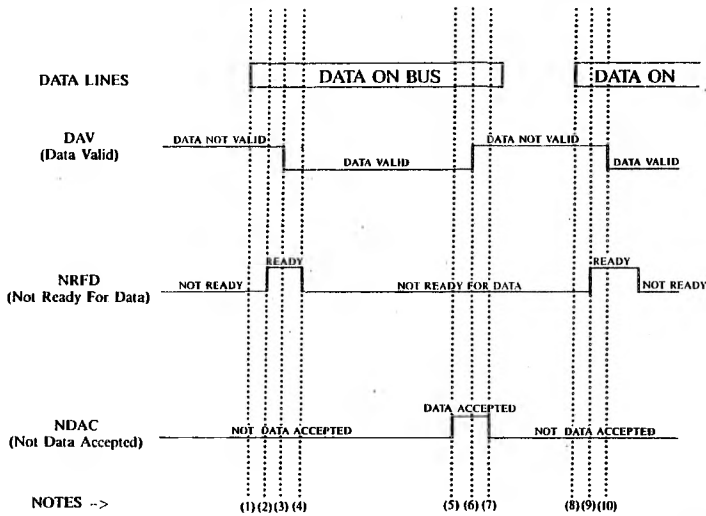 DATA LINES
DATA ON BUS
DATA ON
DAV
(Data Valid)
DATA NOT VALID
DATA VALID
DATA NOT VALID
DATA VALID
NRFD
(Not Ready For Data)
NOT READY
READY
NOT READY FOR DATA
READY
NOT READY
NDAC
(Not Data Accepted)
NOT DATA ACCEPTED
DATA ACCEPTED
NOT DATA ACCEPTED
NOTES -->
(1) (2) (3) (4)
(5) (6) (7)
(8) (9) (10)